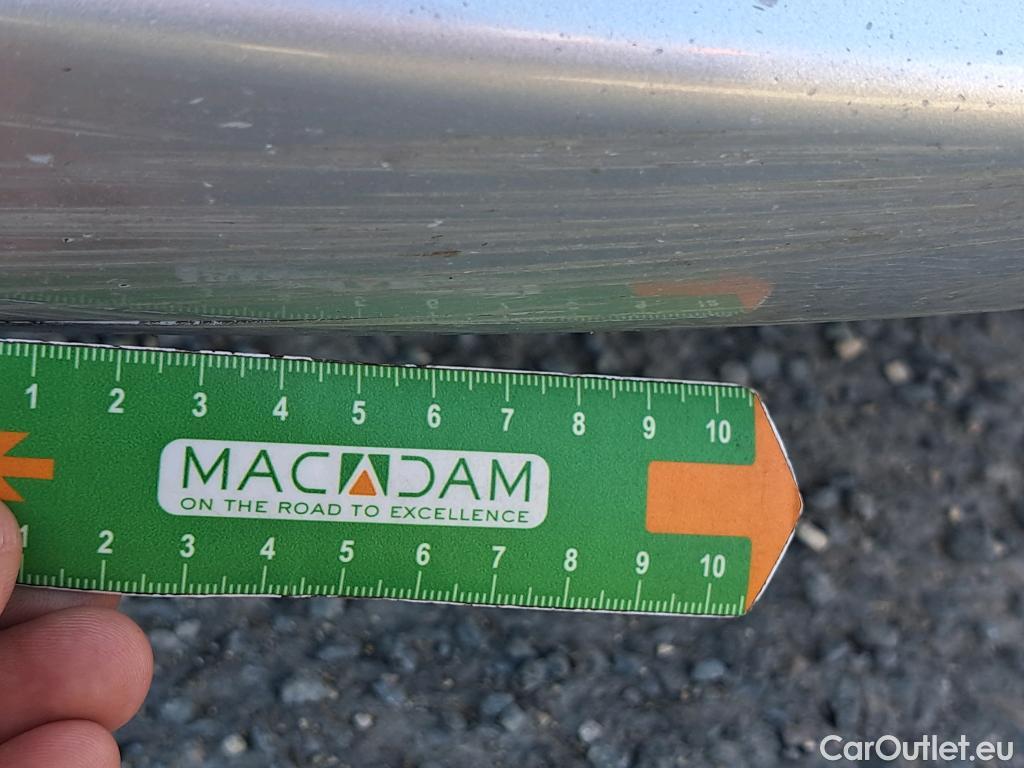 1 2 3 4 5 6 7 8 9 10
MACADAM
ON THE ROAD TO EXCELLENCE
1 2 3 4 5 6 7 8 9 10
CarOutlet.eu